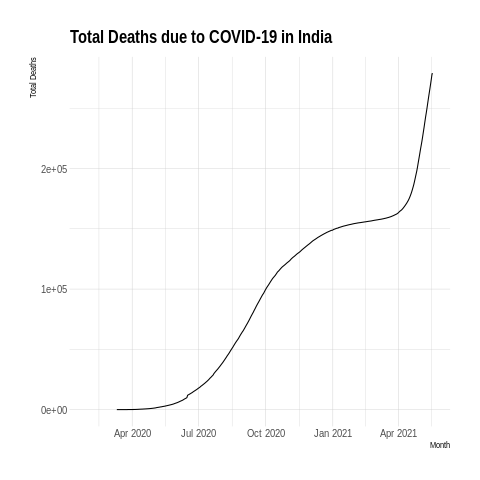 Total Deaths due to COVID-19 in India
Total Deaths
2e+05
1e+05
0e+00
Apr 2020 Jul 2020 Oct 2020 Jan 2021 Apr 2021
Month